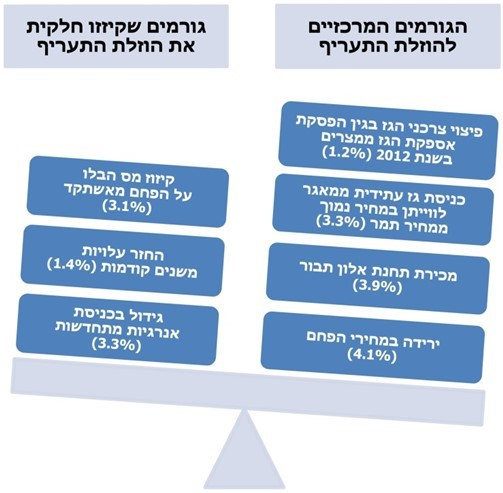 הגורמים המרכזיים
להוזלת התעריף
פיצוי צרכני הגז בגין הפסקת
אספקת הגז ממצרים
בשנת 2012 (1.2%)
כניסת גז עתידית ממאגר
לווייתן במחיר נמוך
ממחיר תמר (3.3%)
מכירת תחנת אלון תבור
(3.9%)
ירידה במחירי הפחם
(4.1%)
גורמים שקיזזו חלקית
את הוזלת התעריף
קיזוז מס הבלו
על הפחם מאשתקד
(3.1%)
החזר עלויות
משנים קודמות (1.4%)
גידול בכניסת
אנרגיות מתחדשות
(3.3%)